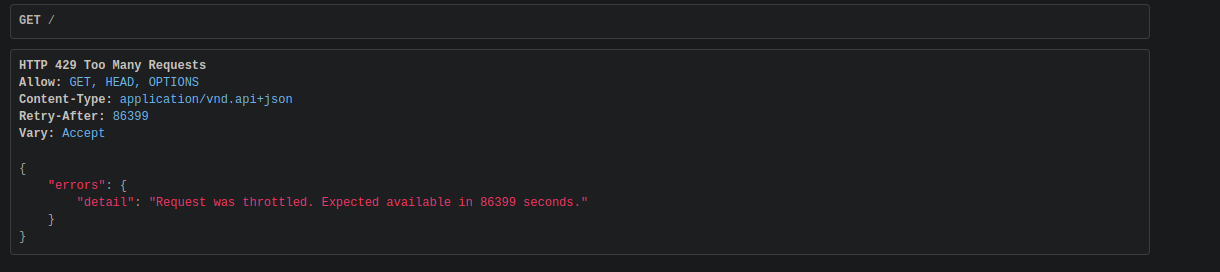 GET /
HTTP 429 Too Many Requests
Allow: GET, HEAD, OPTIONS
Content-Type: application/vnd.api+json
Retry-After: 86399
Vary: Accept
{
    "errors": {
        "detail": "Request was throttled. Expected available in 86399 seconds."
    }
}